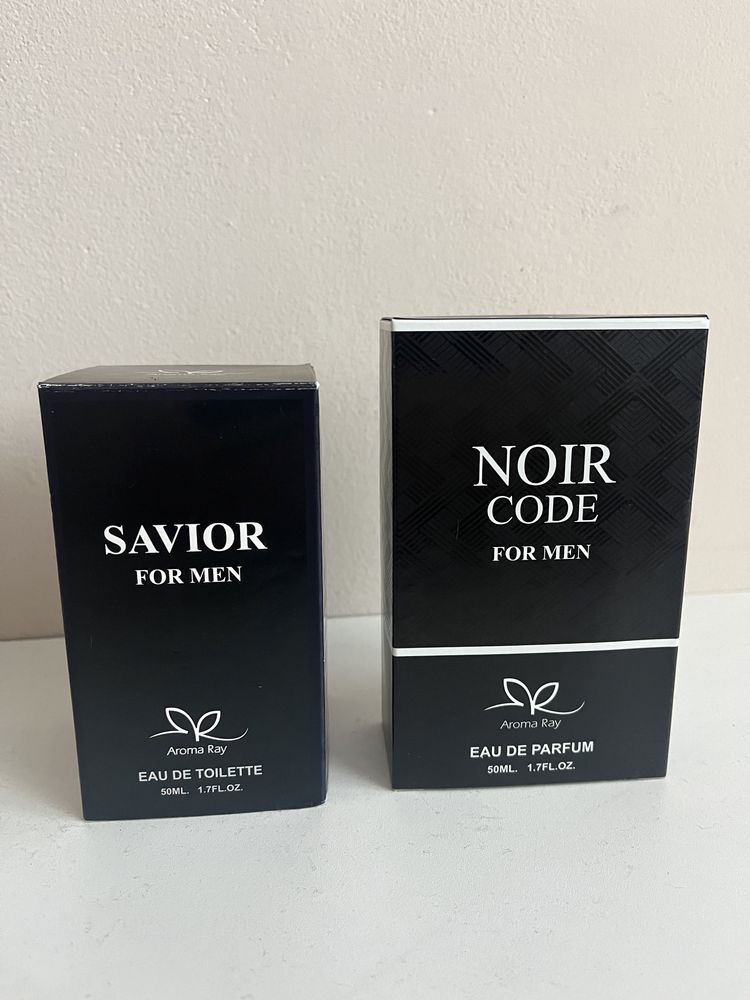 SAVIOR
FOR MEN
Aroma Ray
EAU DE TOILETTE
50ML. 1.7FL.OZ.
NOIR
CODE
FOR MEN
Aroma Ray
EAU DE PARFUM
50ML. 1.7FL.OZ.